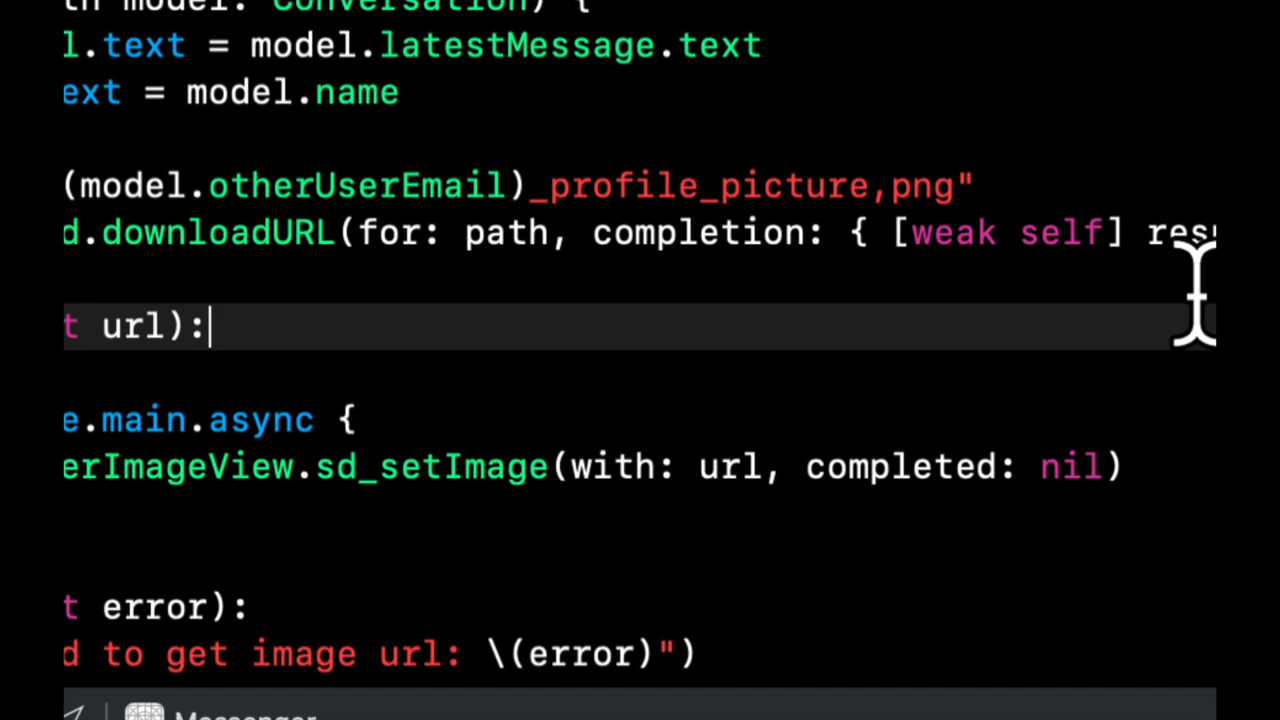 th model: Conversation) {
l.text = model.latestMessage.text
ext = model.name
(model.otherUserEmail)_profile_picture,png"
d.downloadURL(for: path, completion: { [weak self] res
t url):
e.main.async {
erImageView.sd_setImage(with: url, completed: nil)
t error):
d to get image url: \(error)")
Messenger